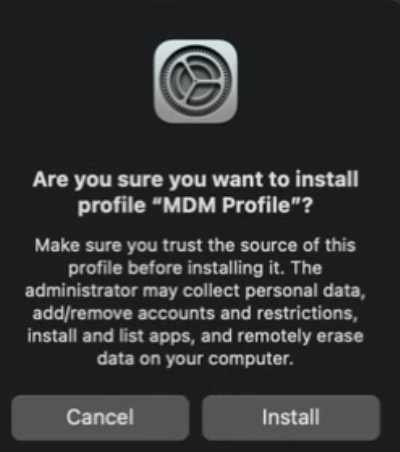 Are you sure you want to install
profile “MDM Profile”?
Make sure you trust the source of this
profile before installing it. The
administrator may collect personal data,
add/remove accounts and restrictions,
install and list apps, and remotely erase
data on your computer.
Cancel
Install